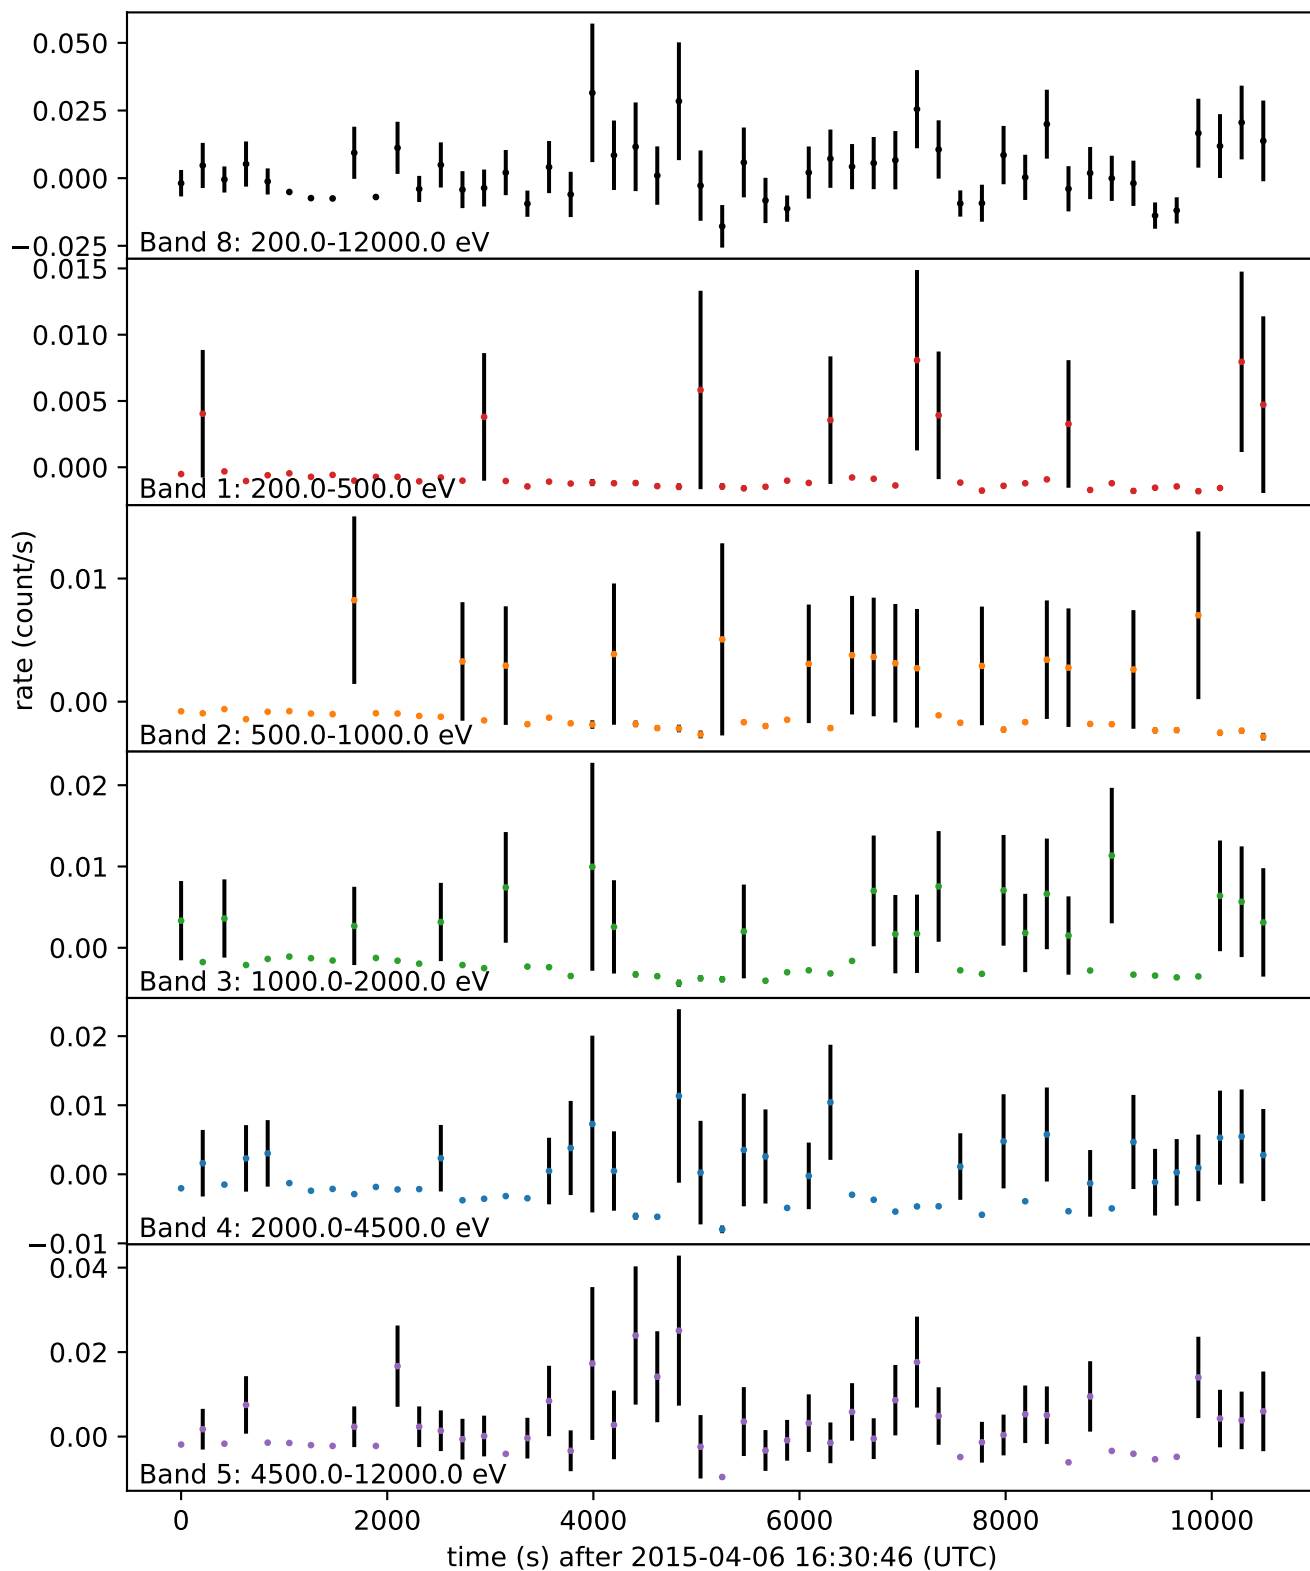 0.050
0.025
0.000
−0.025
Band 8: 200.0-12000.0 eV
0.015
0.010
0.005
0.000
Band 1: 200.0-500.0 eV
rate (count/s)
0.01
0.00
Band 2: 500.0-1000.0 eV
0.02
0.01
0.00
Band 3: 1000.0-2000.0 eV
0.02
0.01
0.00
−0.01
Band 4: 2000.0-4500.0 eV
0.04
0.02
0.00
Band 5: 4500.0-12000.0 eV
0 2000 4000 6000 8000 10000
time (s) after 2015-04-06 16:30:46 (UTC)